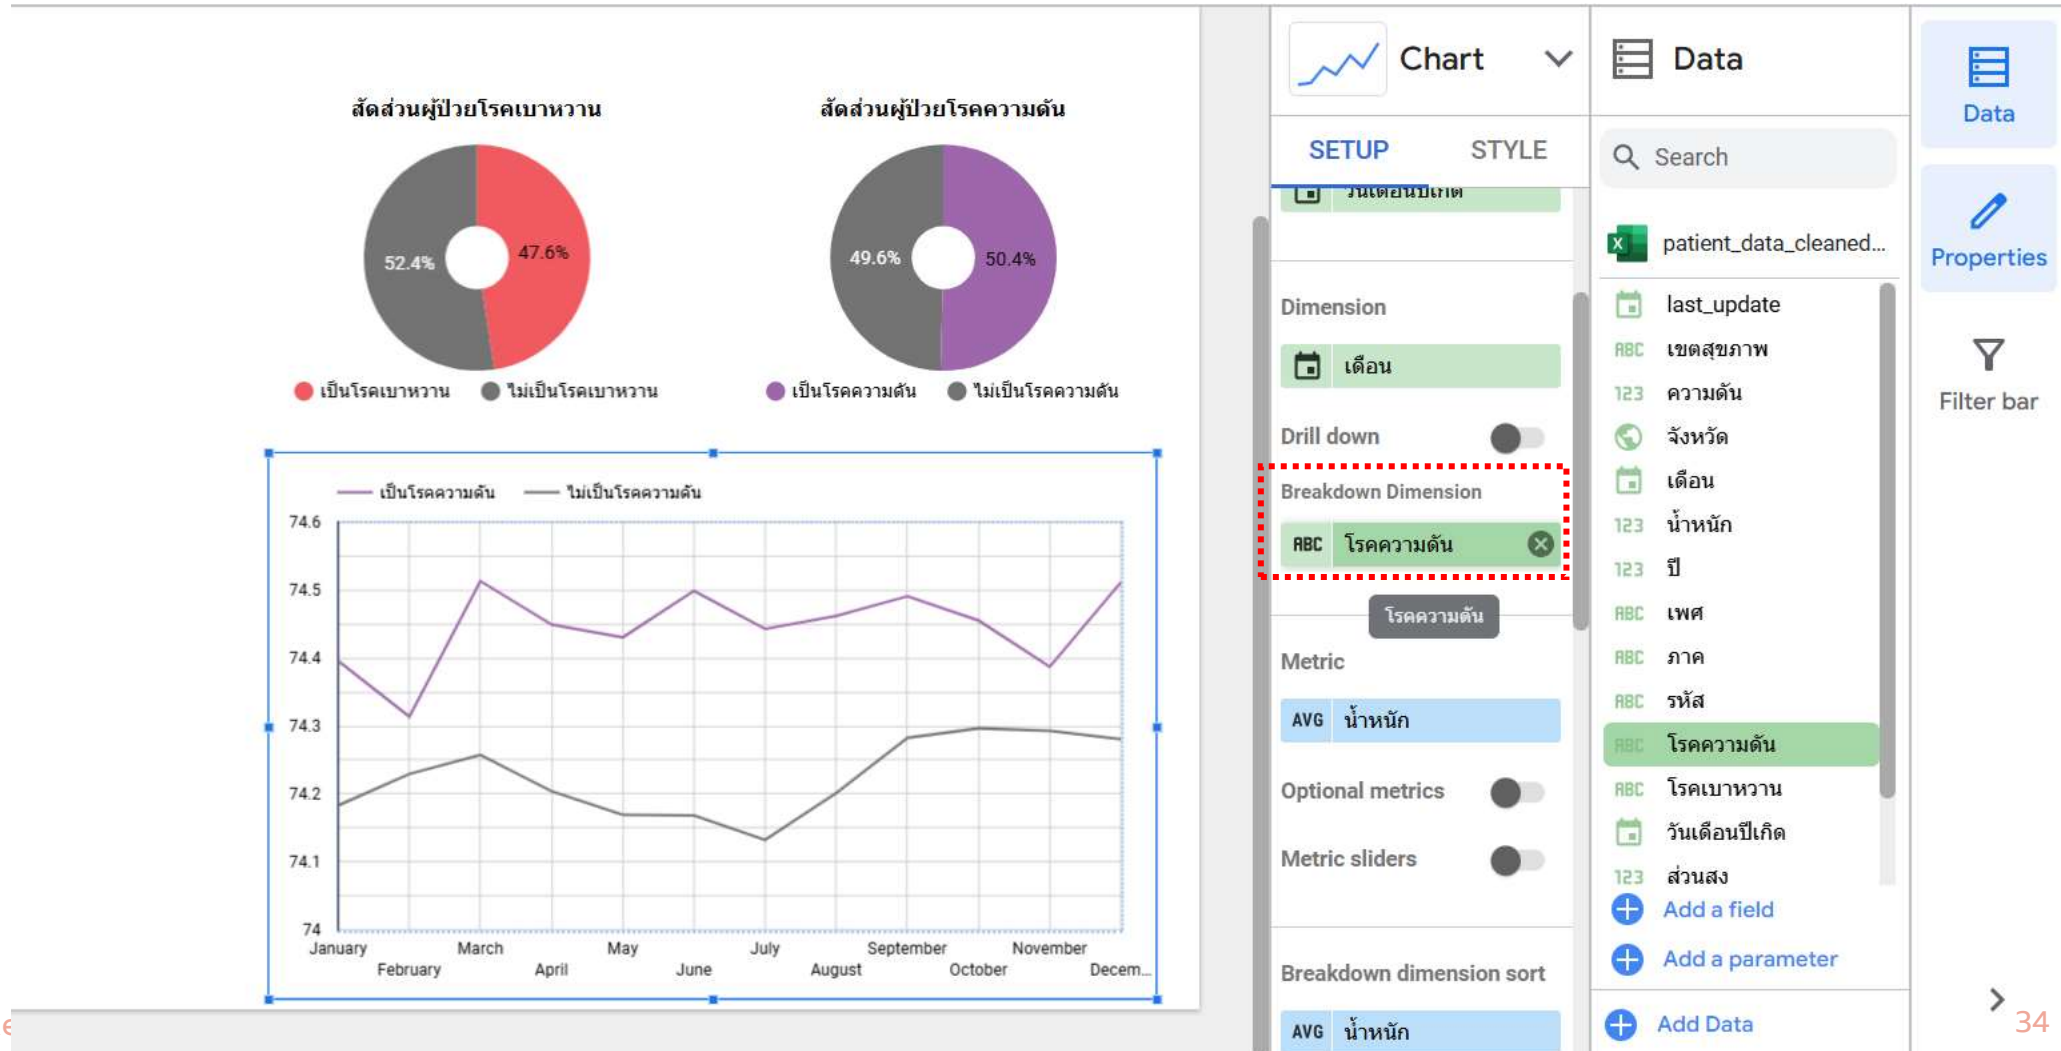 สัดส่วนผู้ป่วยโรคเบาหวาน
52.4%
47.6%
เป็นโรคเบาหวาน
ไม่เป็นโรคเบาหวาน
สัดส่วนผู้ป่วยโรคความดัน
49.6%
50.4%
เป็นโรคความดัน
ไม่เป็นโรคความดัน
เป็นโรคความดัน
ไม่เป็นโรคความดัน
74.6
74.5
74.4
74.3
74.2
74.1
74
January
February
March
April
May
June
July
August
September
October
November
Decem...
Chart
SETUP
STYLE
วันเดือนปีเกิด
Dimension
เดือน
Drill down
Breakdown Dimension
ABC โรคความดัน
โรคความดัน
Metric
AVG น้ำหนัก
Optional metrics
Metric sliders
Breakdown dimension sort
AVG น้ำหนัก
Data
Search
X patient_data_cleaned...
last_update
ABC เขตสุขภาพ
123 ความดัน
จังหวัด
เดือน
123 น้ำหนัก
123 ปี
ABC เพศ
ABC ภาค
ABC รหัส
ABC โรคความดัน
ABC โรคเบาหวาน
วันเดือนปีเกิด
123 ส่วนสูง
Add a field
Add a parameter
Add Data
Data
Properties
Filter bar
34